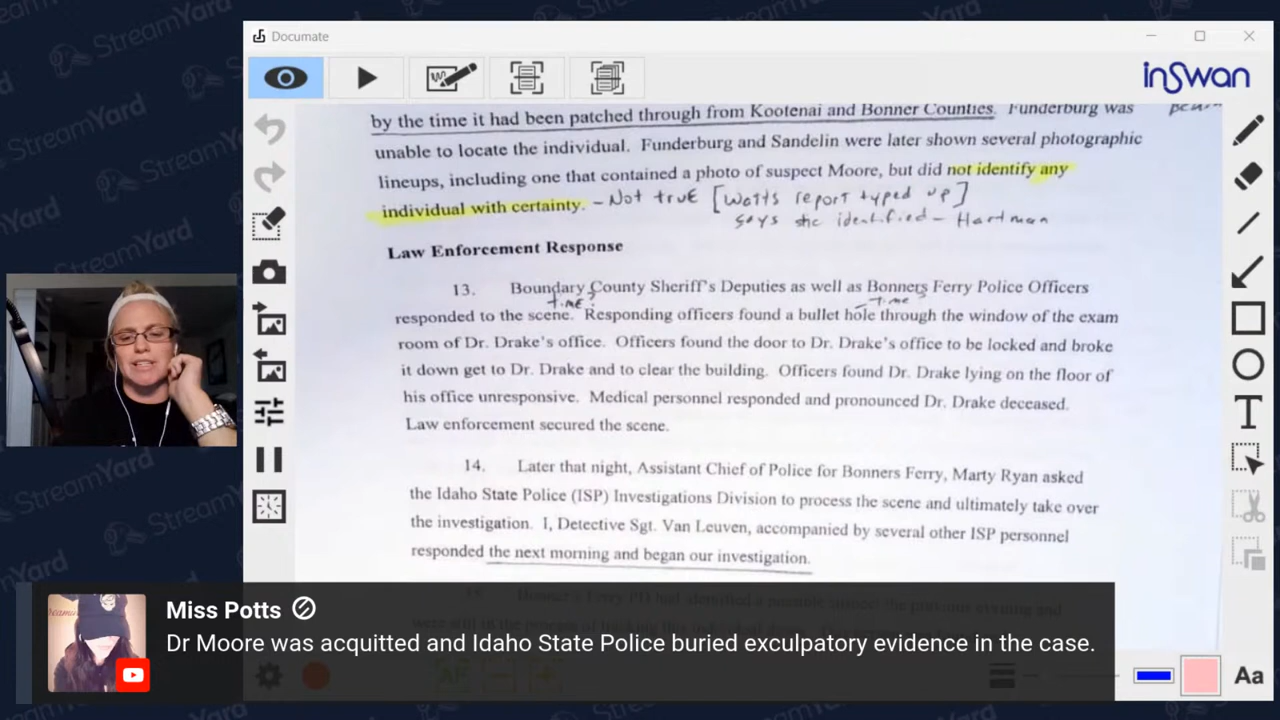 StreamYard
Documate
inSwan
by the time it had been patched through from Kootenai and Bonner Counties. Funderburg was
unable to locate the individual. Funderburg and Sandelin were later shown several photographic
lineups, including one that contained a photo of suspect Moore, but did not identify any
individual with certainty. - Not true [Watts report typed up]
says she identified - Hartman
Law Enforcement Response
13. Boundary County Sheriff's Deputies as well as Bonners Ferry Police Officers
time? time
responded to the scene. Responding officers found a bullet hole through the window of the exam
room of Dr. Drake's office. Officers found the door to Dr. Drake's office to be locked and broke
it down get to Dr. Drake and to clear the building. Officers found Dr. Drake lying on the floor of
his office unresponsive. Medical personnel responded and pronounced Dr. Drake deceased.
Law enforcement secured the scene.
14. Later that night, Assistant Chief of Police for Bonners Ferry, Marty Ryan asked
the Idaho State Police (ISP) Investigations Division to process the scene and ultimately take over
the investigation. I, Detective Sgt. Van Leuven, accompanied by several other ISP personnel
responded the next morning and began our investigation.
Miss Potts
Dr Moore was acquitted and Idaho State Police buried exculpatory evidence in the case.
T
Aa